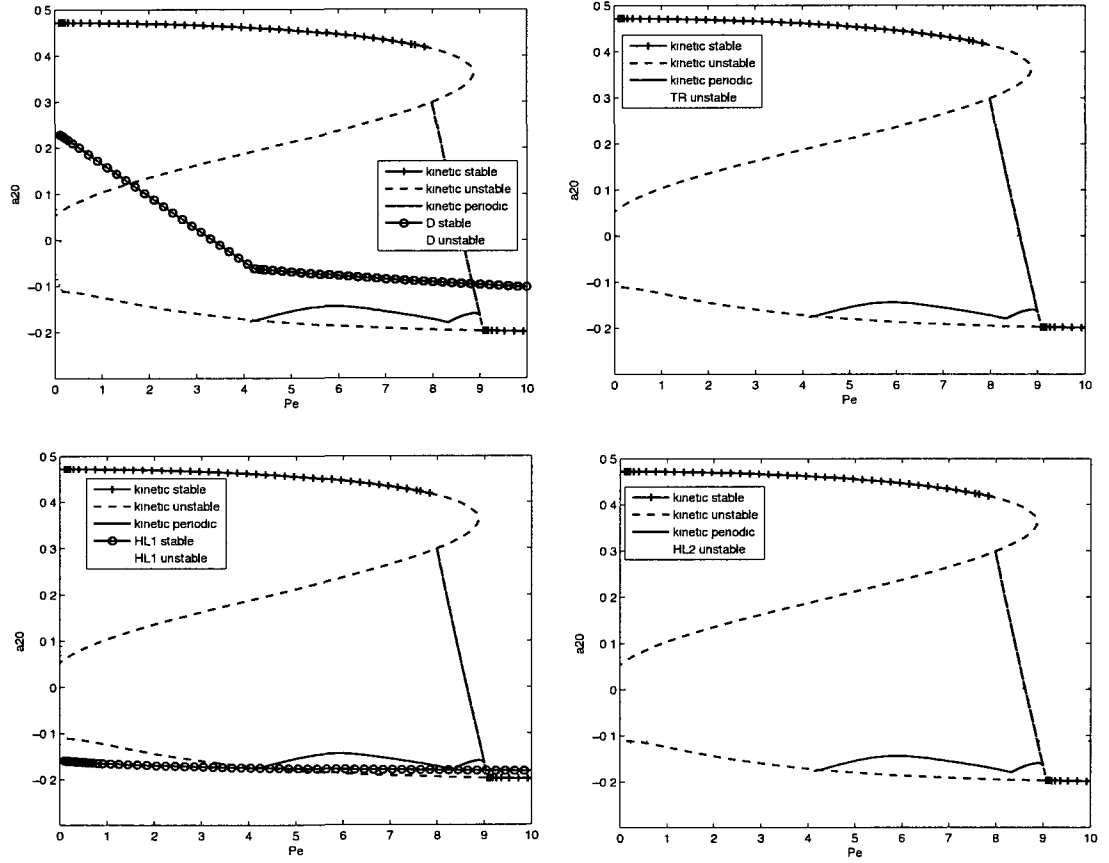 0 5
0 4
0 3
0 2
0 1
0
−0 1
−0 2
a20
0 1 2 3 4 5 6 7 8 9 10
Pe
kinetic stable
kinetic unstable
kinetic periodic
D stable
D unstable
0 5
0 4
0 3
0 2
0 1
0
−0 1
−0 2
a20
0 1 2 3 4 5 6 7 8 9 10
Pe
kinetic stable
kinetic unstable
kinetic periodic
TR unstable
0 5
0 4
0 3
0 2
0 1
0
−0 1
−0 2
a20
0 1 2 3 4 5 6 7 8 9 10
Pe
kinetic stable
kinetic unstable
kinetic periodic
HL1 stable
HL1 unstable
0 5
0 4
0 3
0 2
0 1
0
−0 1
−0 2
a20
0 1 2 3 4 5 6 7 8 9 10
Pe
kinetic stable
kinetic unstable
kinetic periodic
HL2 unstable